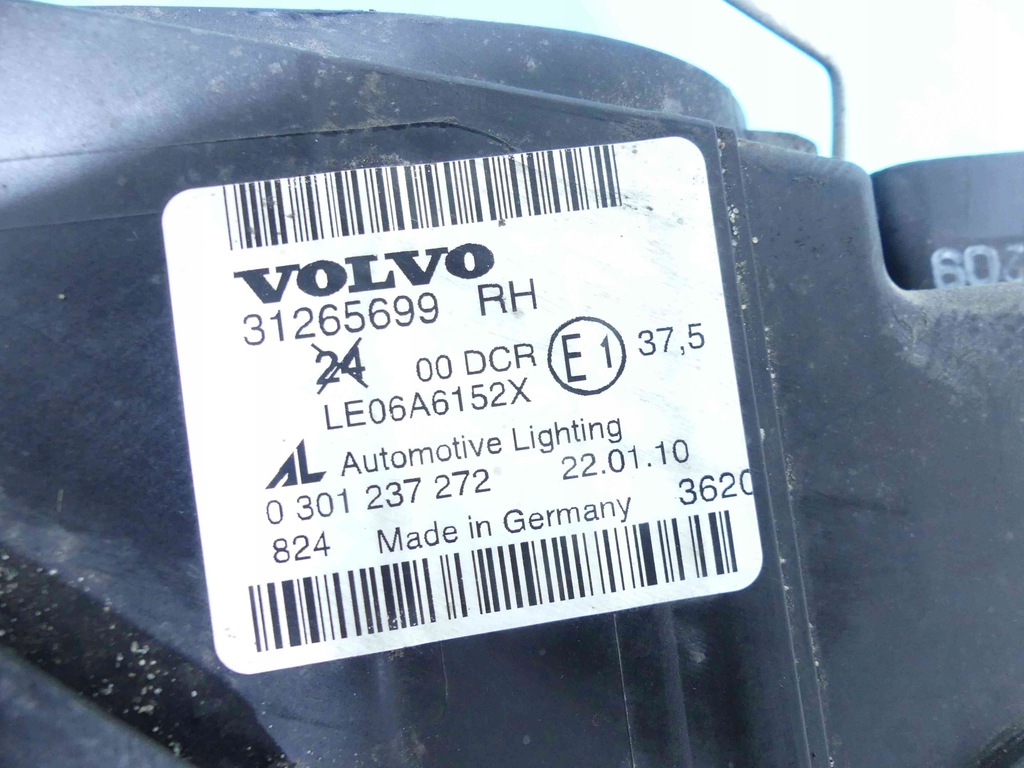 VOLVO
31265699 RH
24 00 DCR E1 37,5
LE06A6152X
AL Automotive Lighting
0 301 237 272 22.01.10
824 Made in Germany 3620